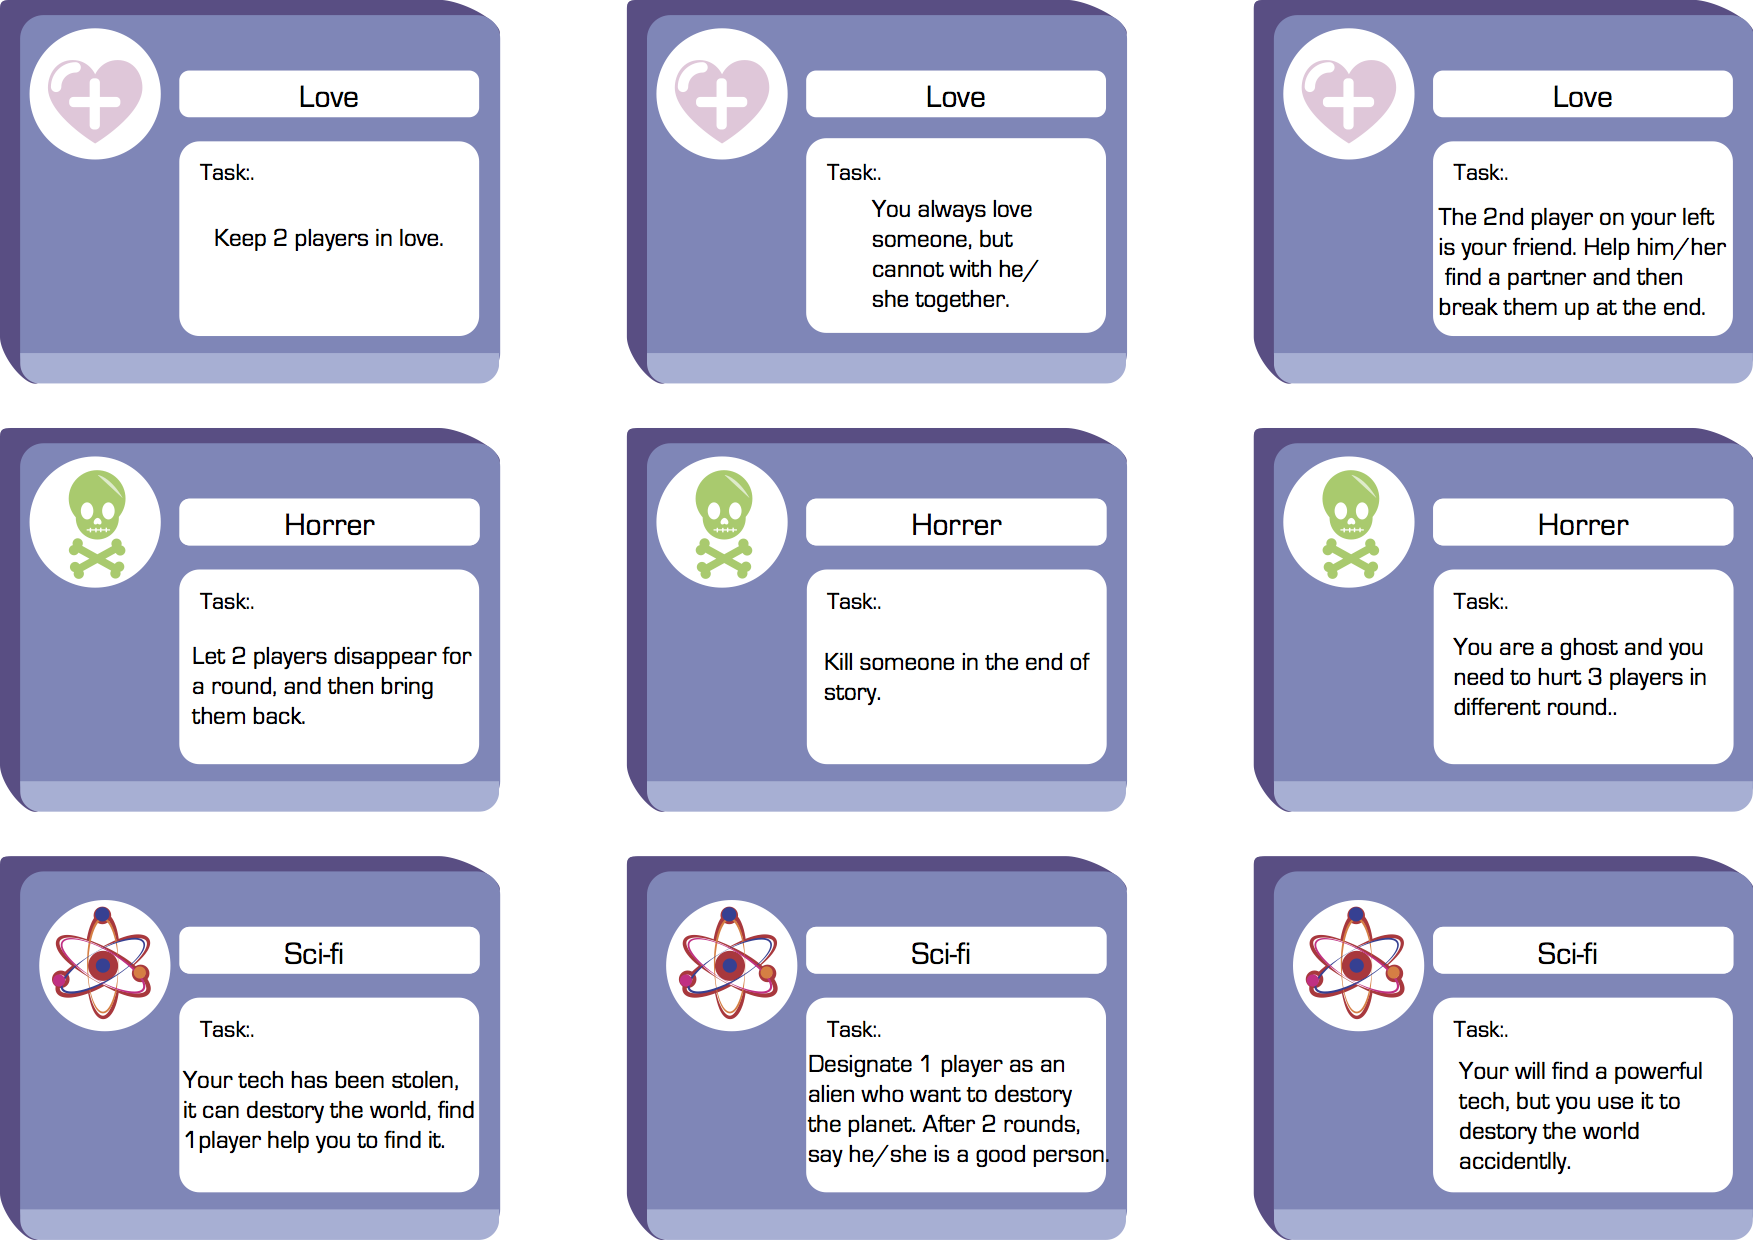 Love
Task:.
Keep 2 players in love.
Love
Task:.
You always love
someone, but
cannot with he/
she together.
Love
Task:.
The 2nd player on your left
is your friend. Help him/her
find a partner and then
break them up at the end.
Horrer
Task:.
Let 2 players disappear for
a round, and then bring
them back.
Horrer
Task:.
Kill someone in the end of
story.
Horrer
Task:.
You are a ghost and you
need to hurt 3 players in
different round..
Sci-fi
Task:.
Your tech has been stolen,
it can destory the world, find
1player help you to find it.
Sci-fi
Task:.
Designate 1 player as an
alien who want to destory
the planet. After 2 rounds,
say he/she is a good person.
Sci-fi
Task:.
Your will find a powerful
tech, but you use it to
destory the world
accidentlly.